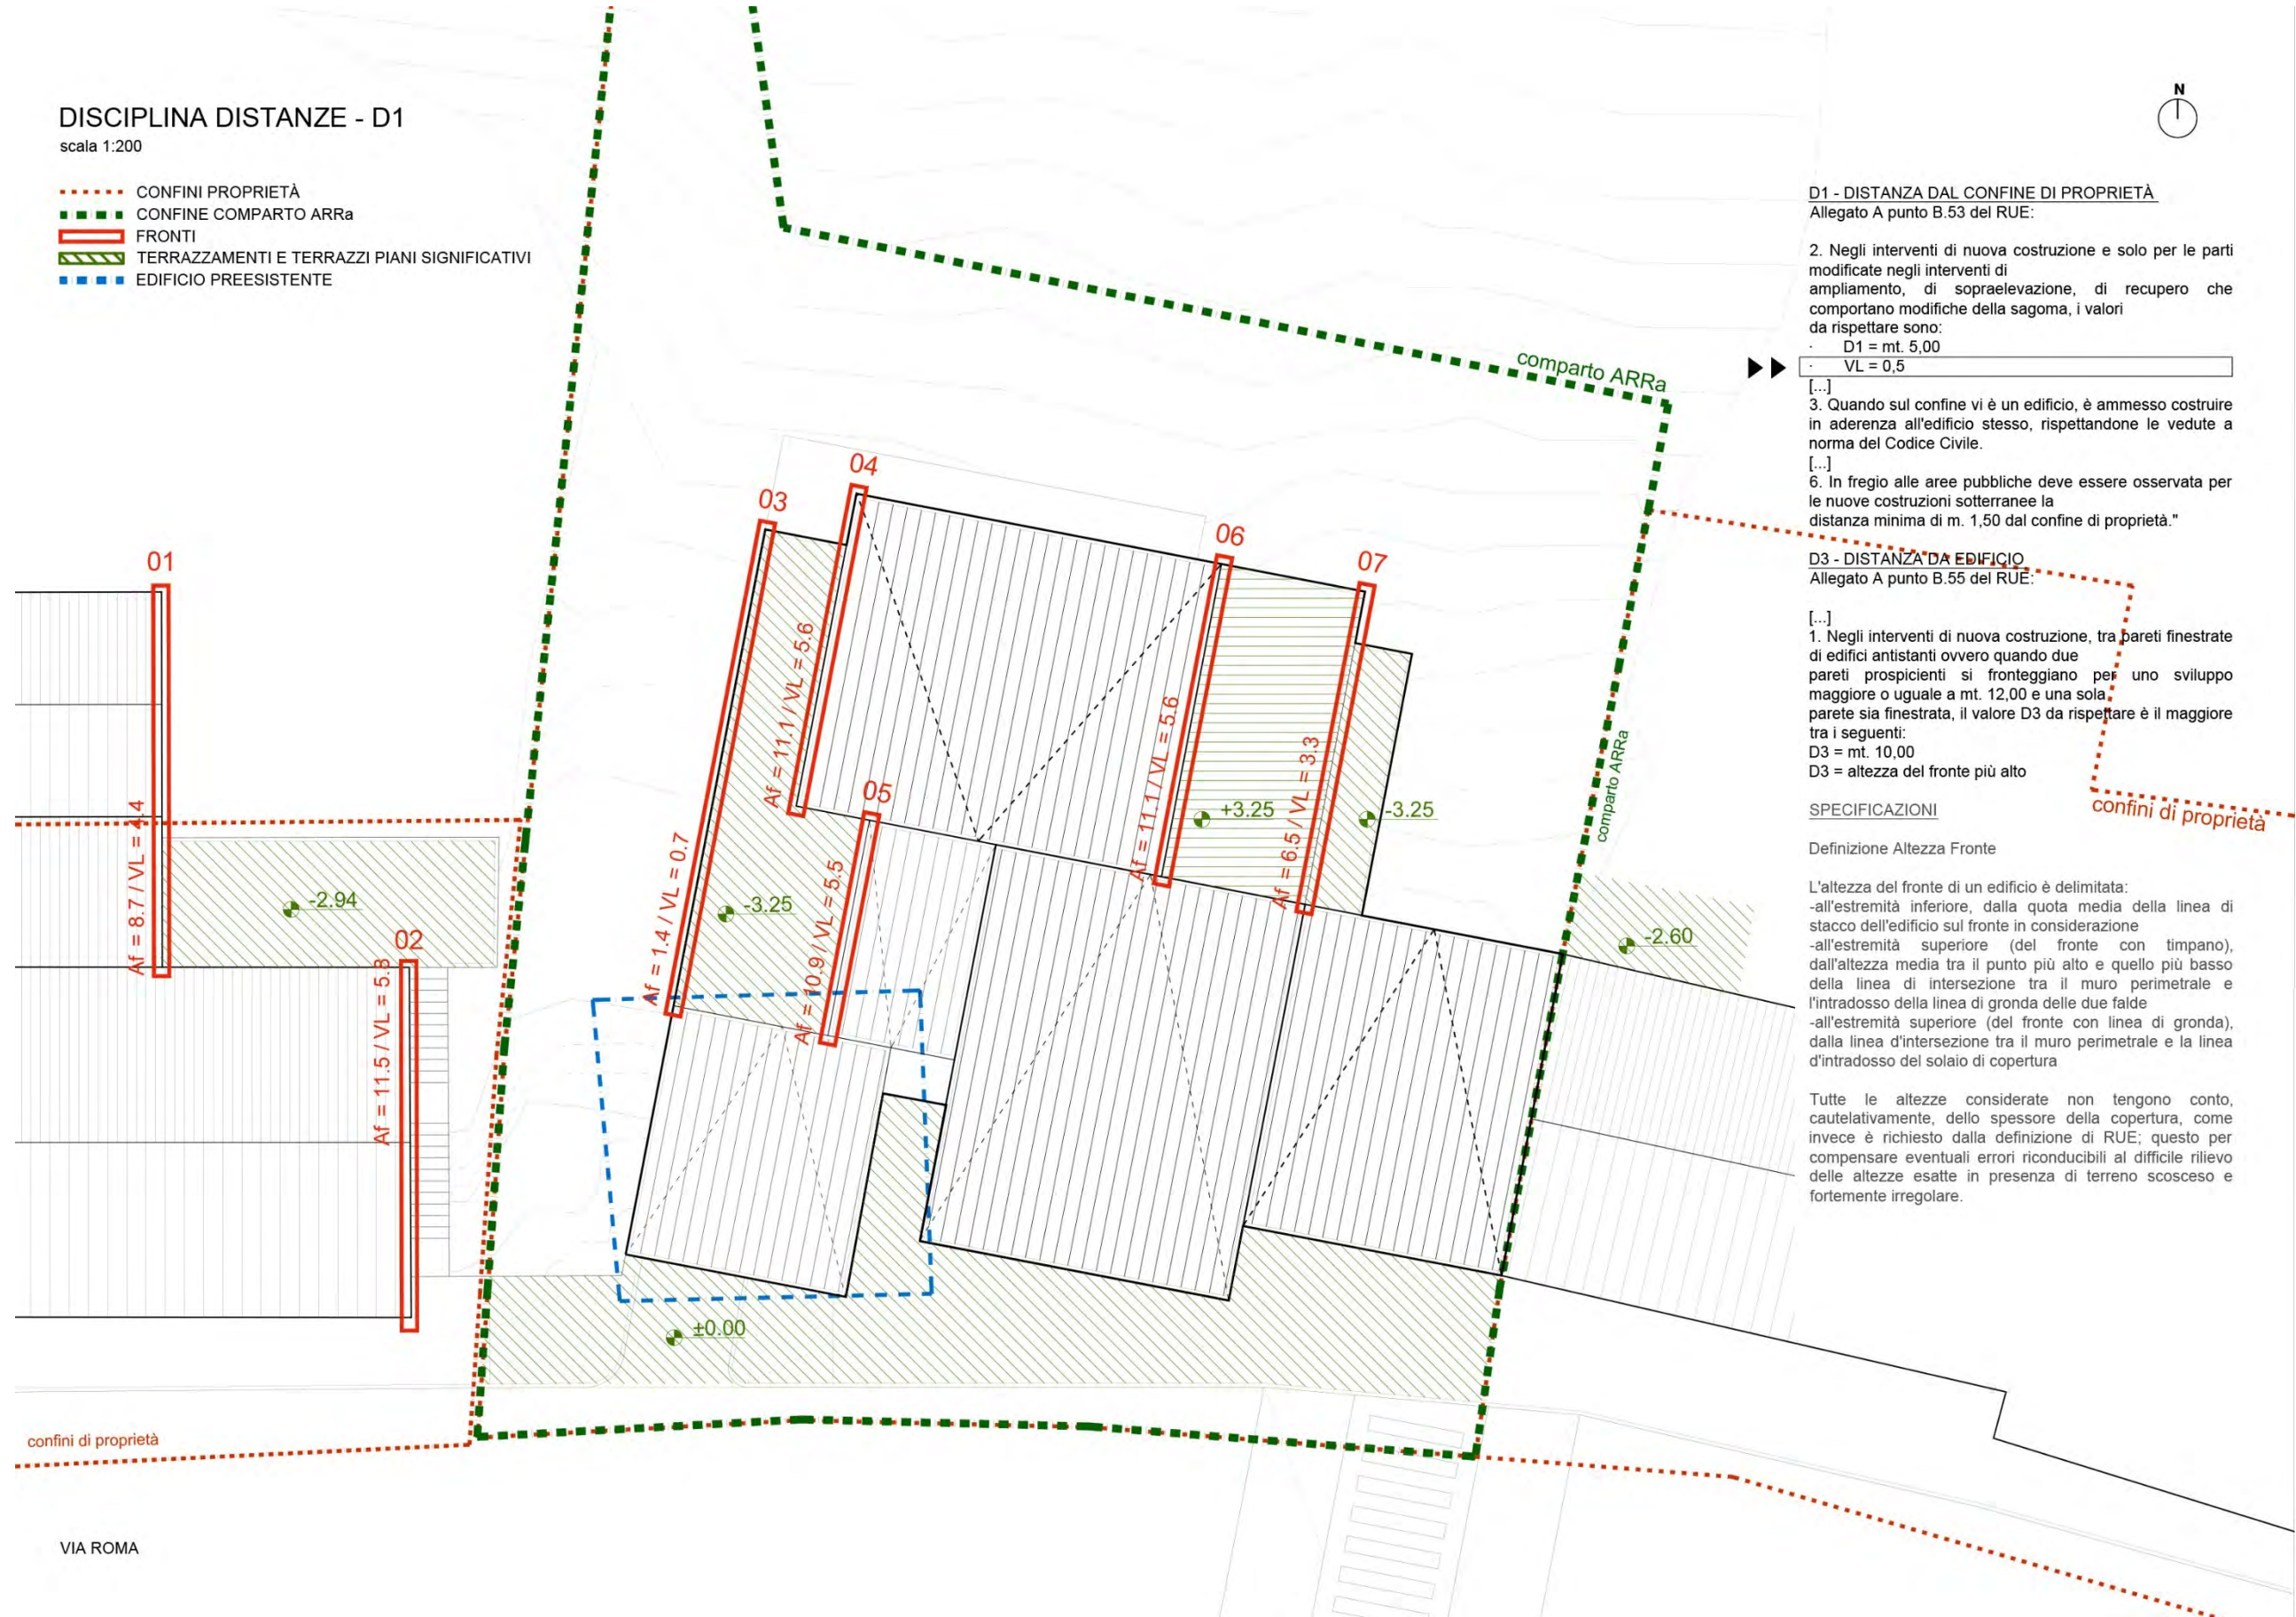 DISCIPLINA DISTANZE - D1
scala 1:200
CONFINI PROPRIETÀ
CONFINE COMPARTO ARRa
FRONTI
TERRAZZAMENTI E TERRAZZI PIANI SIGNIFICATIVI
EDIFICIO PREESISTENTE
N
D1 - DISTANZA DAL CONFINE DI PROPRIETÀ
Allegato A punto B.53 del RUE:
2. Negli interventi di nuova costruzione e solo per le parti
modificate negli interventi di
ampliamento, di sopraelevazione, di recupero che
comportano modifiche della sagoma, i valori
da rispettare sono:
· D1 = mt. 5,00
· VL = 0,5
[...]
3. Quando sul confine vi è un edificio, è ammesso costruire
in aderenza all'edificio stesso, rispettandone le vedute a
norma del Codice Civile.
[...]
6. In fregio alle aree pubbliche deve essere osservata per
le nuove costruzioni sotterranee la
distanza minima di m. 1,50 dal confine di proprietà."
D3 - DISTANZA DA EDIFICIO
Allegato A punto B.55 del RUE:
[...]
1. Negli interventi di nuova costruzione, tra pareti finestrate
di edifici antistanti ovvero quando due
pareti prospicienti si fronteggiano per uno sviluppo
maggiore o uguale a mt. 12,00 e una sola
parete sia finestrata, il valore D3 da rispettare è il maggiore
tra i seguenti:
D3 = mt. 10,00
D3 = altezza del fronte più alto
SPECIFICAZIONI
Definizione Altezza Fronte
L'altezza del fronte di un edificio è delimitata:
-all'estremità inferiore, dalla quota media della linea di
stacco dell'edificio sul fronte in considerazione
-all'estremità superiore (del fronte con timpano),
dall'altezza media tra il punto più alto e quello più basso
della linea di intersezione tra il muro perimetrale e
l'intradosso della linea di gronda delle due falde
-all'estremità superiore (del fronte con linea di gronda),
dalla linea d'intersezione tra il muro perimetrale e la linea
d'intradosso del solaio di copertura
Tutte le altezze considerate non tengono conto,
cautelativamente, dello spessore della copertura, come
invece è richiesto dalla definizione di RUE; questo per
compensare eventuali errori riconducibili al difficile rilievo
delle altezze esatte in presenza di terreno scosceso e
fortemente irregolare.
comparto ARRa
comparto ARRa
confini di proprietà
01
Af = 8.7 / VL = 4.4
02
Af = 11.5 / VL = 5.8
03
Af = 1.4 / VL = 0.7
04
Af = 11.1 / VL = 5.6
05
Af = 10.9 / VL = 5.5
06
Af = 11.1 / VL = 5.6
07
Af = 6.5 / VL = 3.3
-2.94
-3.25
+3.25
-3.25
-2.60
±0.00
confini di proprietà
VIA ROMA